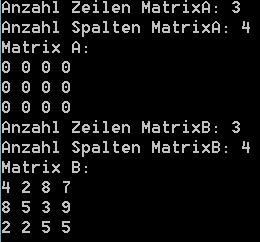 Anzahl Zeilen MatrixA: 3
Anzahl Spalten MatrixA: 4
Matrix A:
0 0 0 0
0 0 0 0
0 0 0 0
Anzahl Zeilen MatrixB: 3
Anzahl Spalten MatrixB: 4
Matrix B:
4 2 8 7
8 5 3 9
2 2 5 5